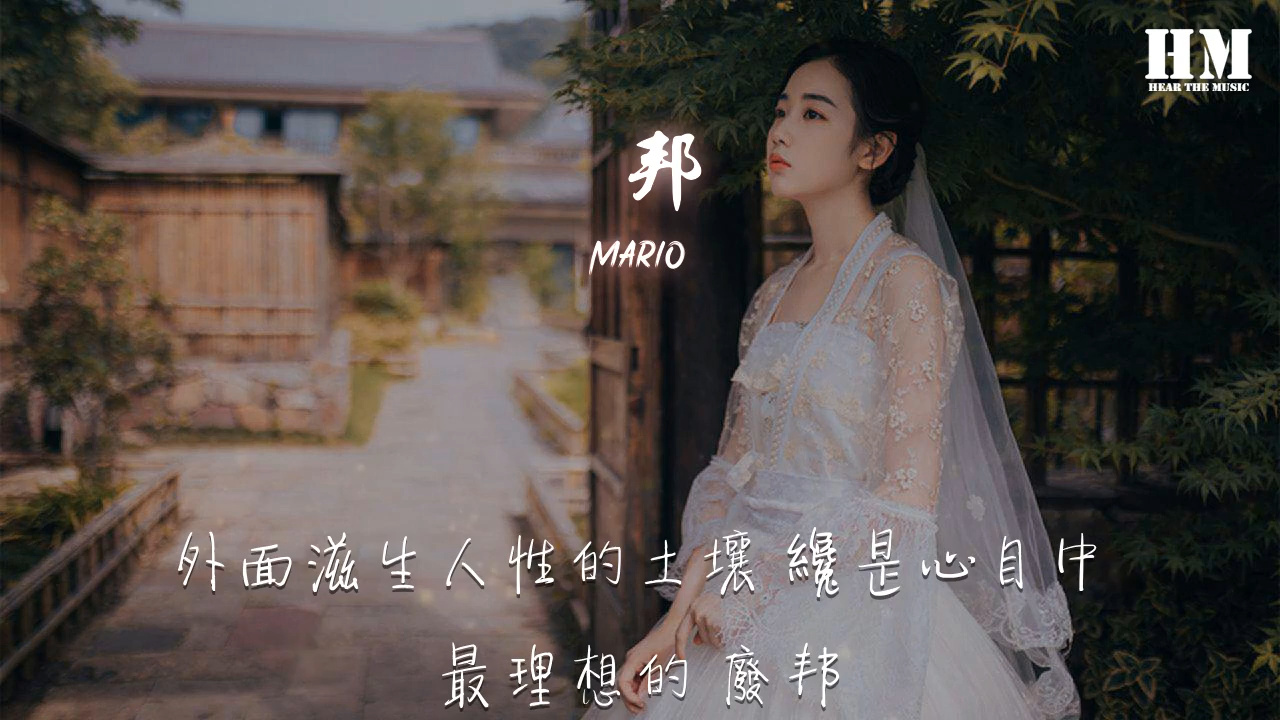 HM
HEAR THE MUSIC
邦
MARIO
外面滋生人性的土壤 纔是心目中
最理想的 廢邦